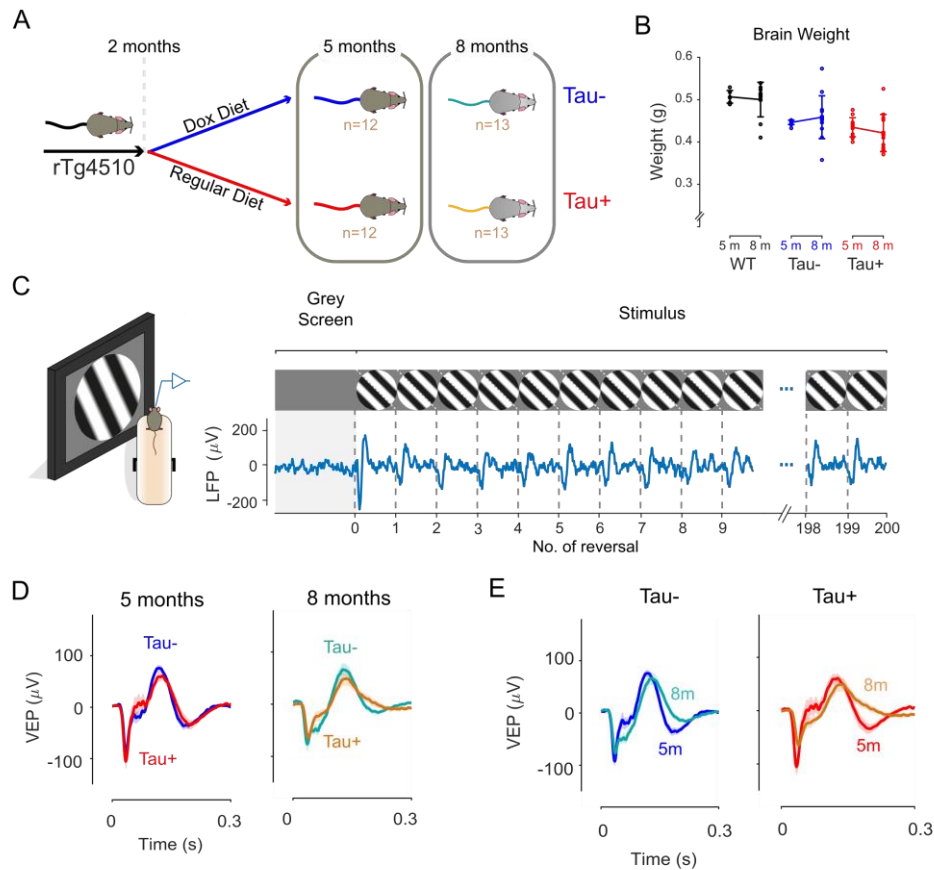 A
2 months
5 months
8 months
rTg4510
Dox Diet
Regular Diet
n=12
n=13
Tau-
n=12
n=13
Tau+
B
Brain Weight
Weight (g)
0.6
0.5
0.4
0.3
5 m 8 m
5 m 8 m
5 m 8 m
WT
Tau-
Tau+
C
Grey
Screen
Stimulus
LFP (µV)
200
0
-200
0 1 2 3 4 5 6 7 8 9 198 199 200
No. of reversal
D
5 months
8 months
VEP (µV)
100
0
-100
Tau-
Tau+
Tau-
Tau+
0 0.3
0 0.3
Time (s)
E
Tau-
Tau+
VEP (µV)
100
0
-100
8m
5m
8m
5m
0 0.3
0 0.3
Time (s)